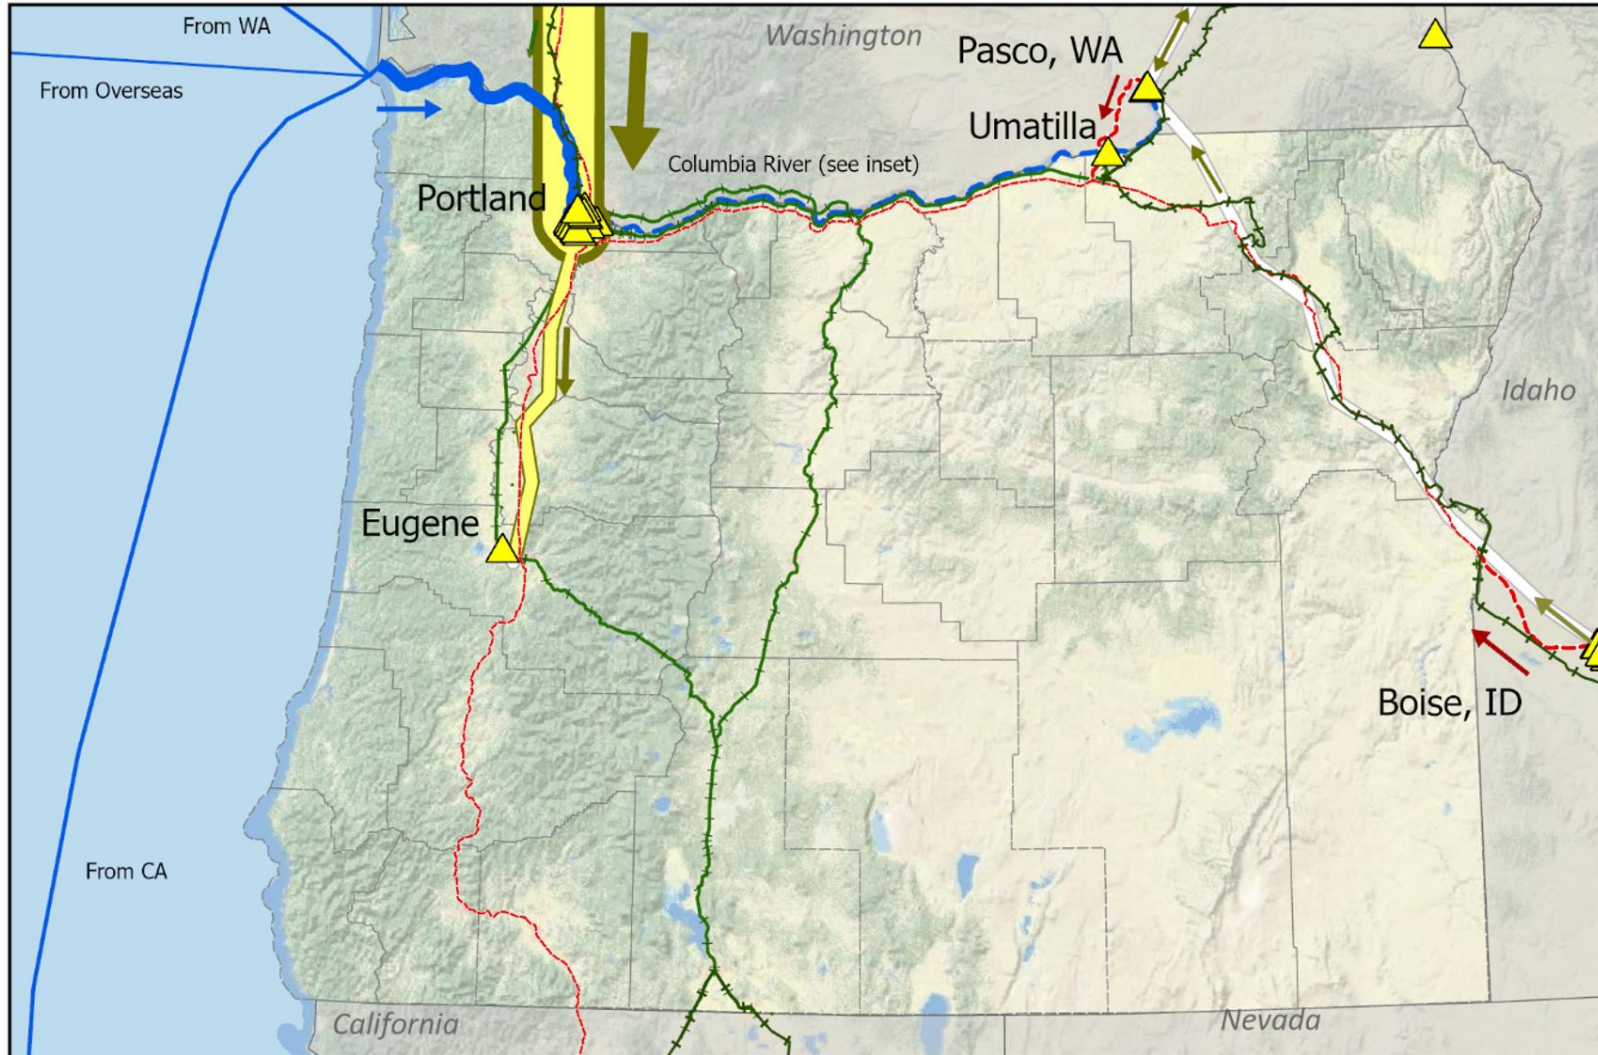 From WA
Washington
Pasco, WA
From Overseas
Umatilla
Columbia River (see inset)
Portland
Idaho
Eugene
Boise, ID
From CA
California
Nevada